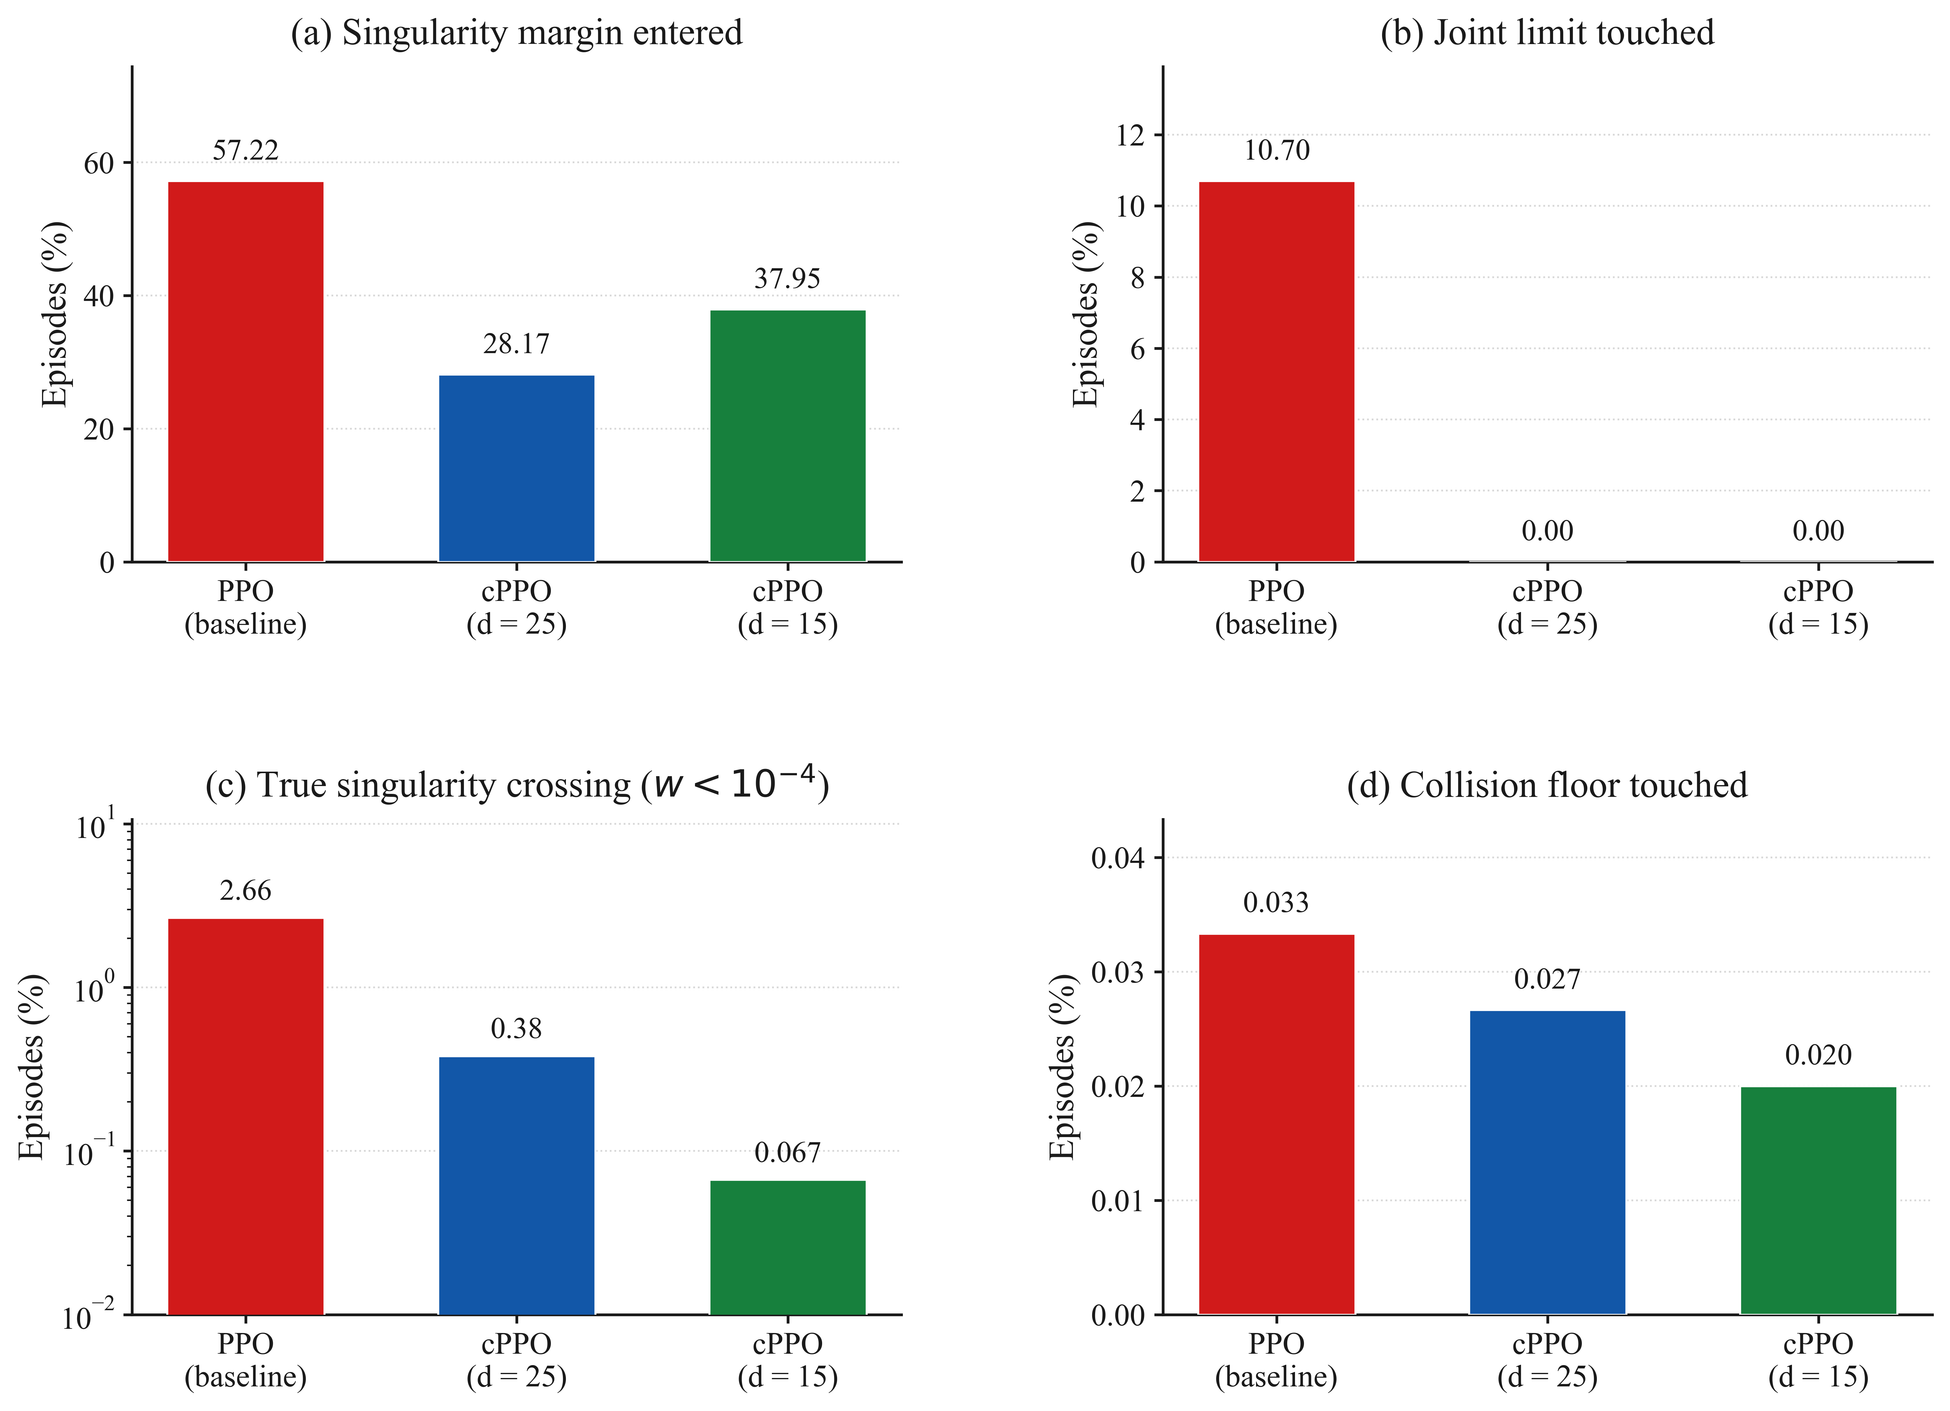 (a) Singularity margin entered
Episodes (%)
60
40
20
0
57.22
28.17
37.95
PPO
(baseline)
cPPO
(d = 25)
cPPO
(d = 15)
(b) Joint limit touched
Episodes (%)
12
10
8
6
4
2
0
10.70
0.00
0.00
PPO
(baseline)
cPPO
(d = 25)
cPPO
(d = 15)
(c) True singularity crossing (w < 10⁻⁴)
Episodes (%)
10¹
10⁰
10⁻¹
10⁻²
2.66
0.38
0.067
PPO
(baseline)
cPPO
(d = 25)
cPPO
(d = 15)
(d) Collision floor touched
Episodes (%)
0.04
0.03
0.02
0.01
0.00
0.033
0.027
0.020
PPO
(baseline)
cPPO
(d = 25)
cPPO
(d = 15)